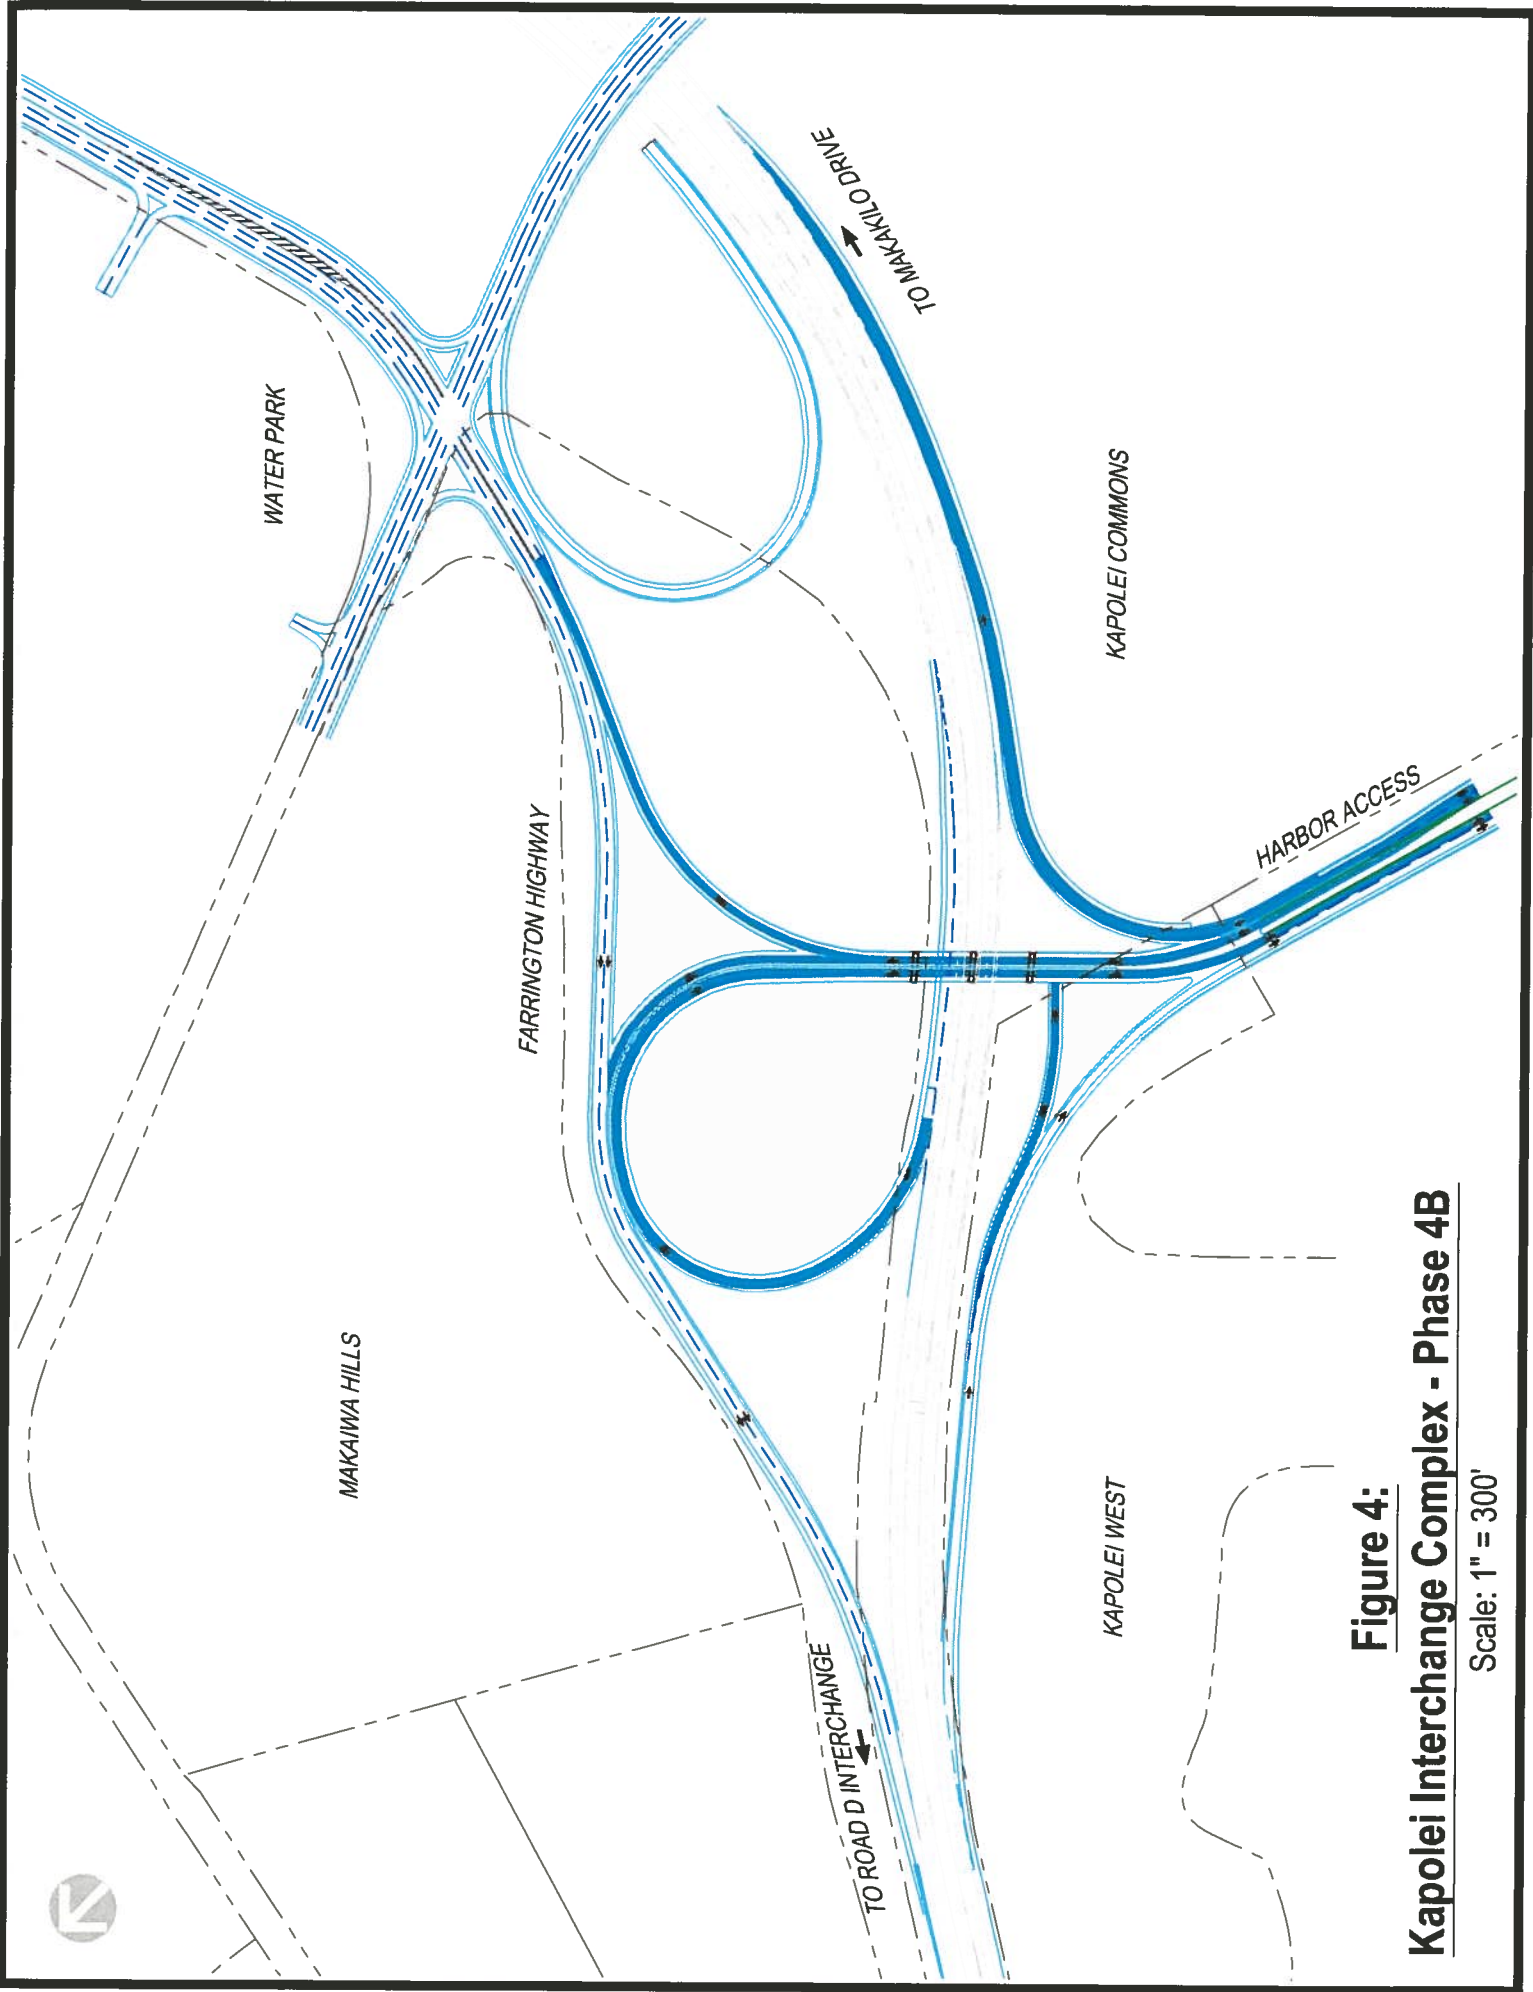 WATER PARK
TO MAKAKILO DRIVE
FARRINGTON HIGHWAY
KAPOLEI COMMONS
HARBOR ACCESS
MAKAIWA HILLS
KAPOLEI WEST
TO ROAD D INTERCHANGE
Figure 4:
Kapolei Interchange Complex - Phase 4B
Scale: 1" = 300'